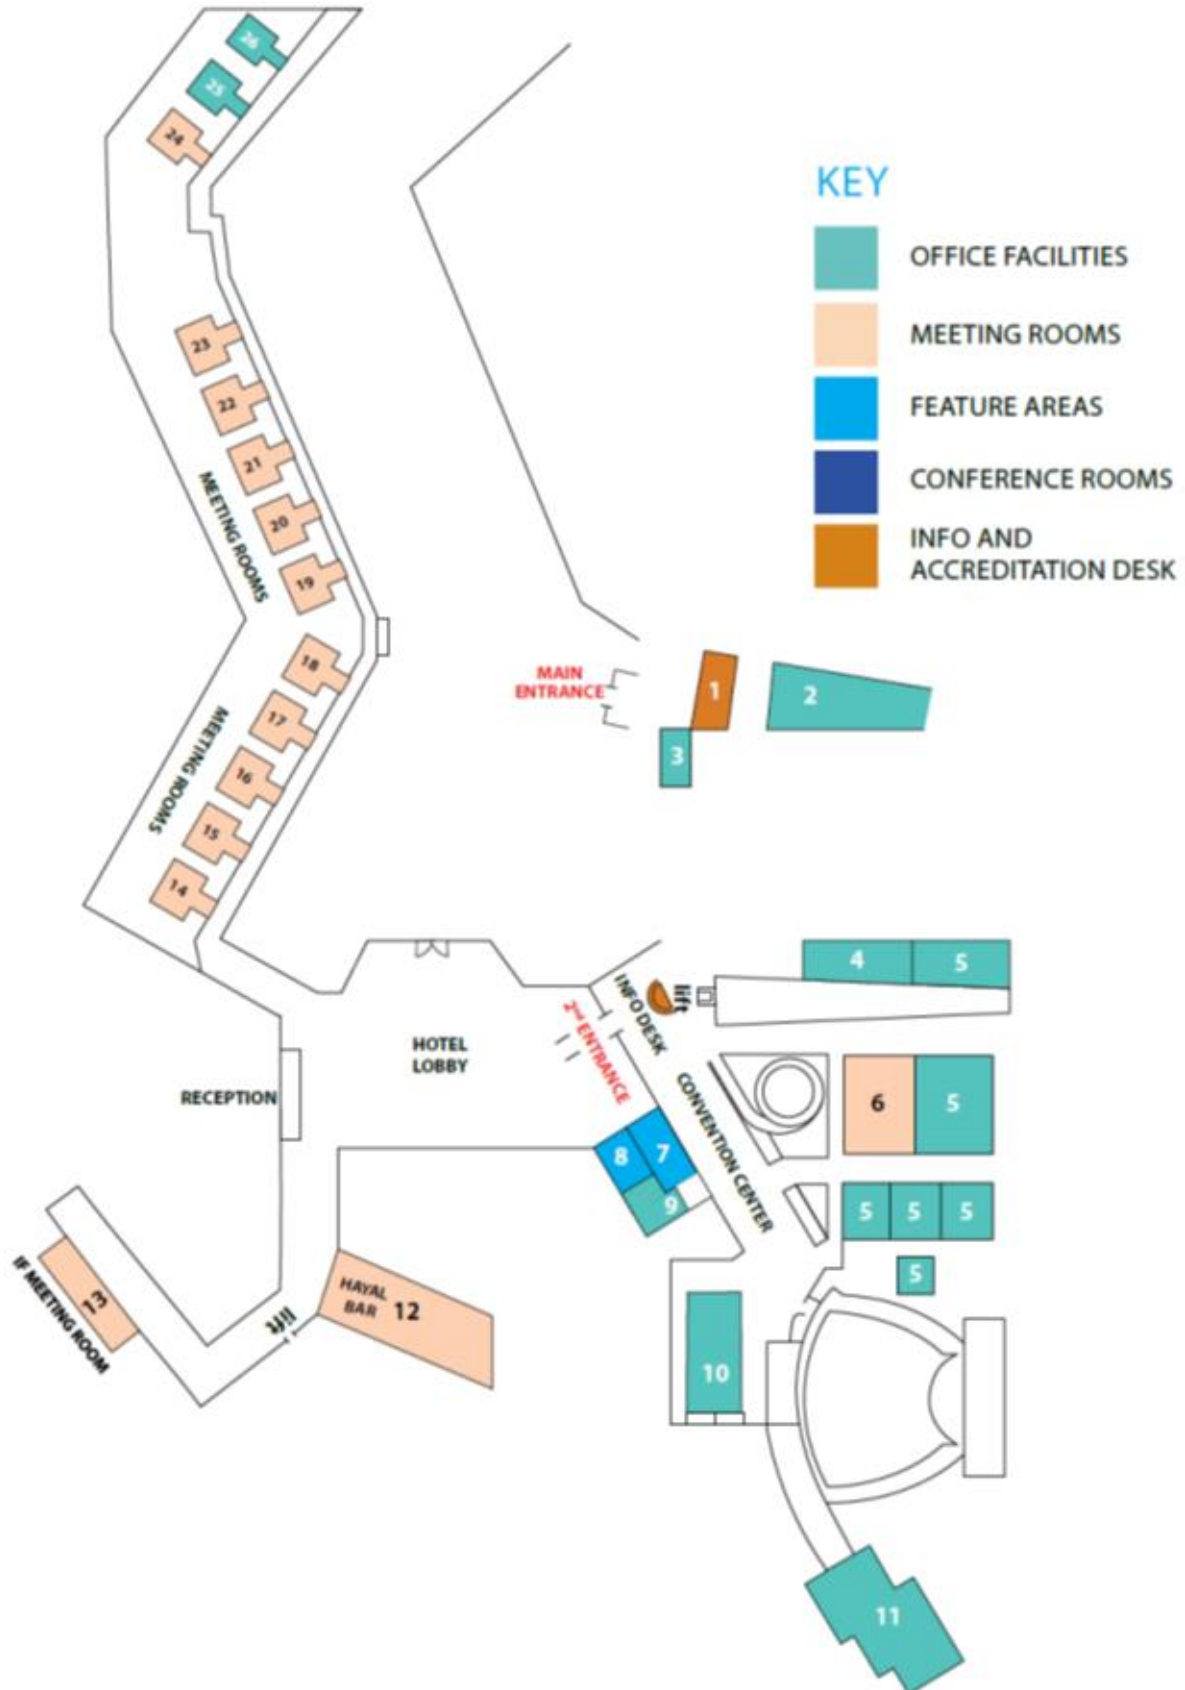 26
25
24
KEY
OFFICE FACILITIES
MEETING ROOMS
FEATURE AREAS
CONFERENCE ROOMS
INFO AND
ACCREDITATION DESK
23
22
21
20
19
MEETING ROOMS
18
17
16
15
14
MEETING ROOMS
MAIN
ENTRANCE
1
2
3
4
5
INFO DESK
lift
2nd ENTRANCE
HOTEL
LOBBY
RECEPTION
CONVENTION CENTER
6
5
8
7
9
5
5
5
5
HAYAL
BAR
12
13
IF MEETING ROOM
lift
10
11